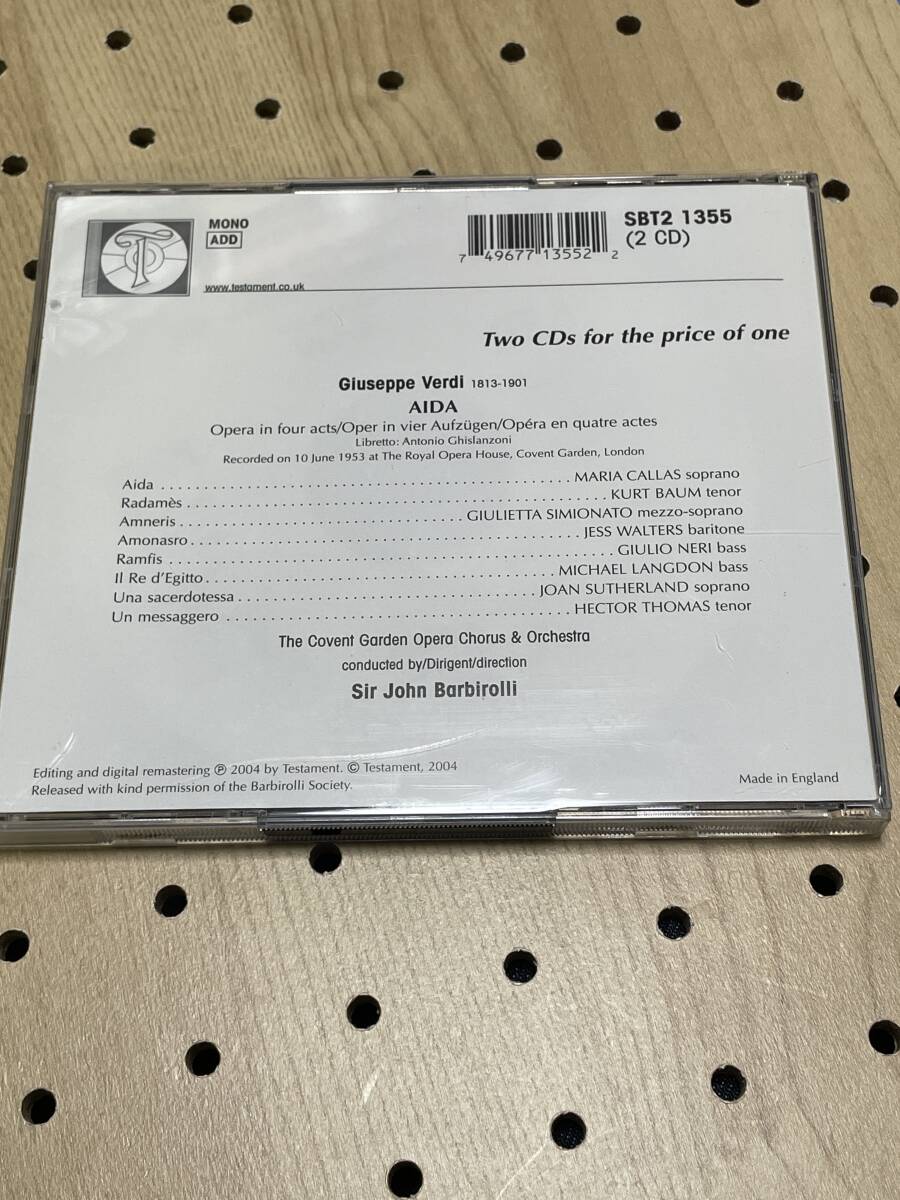 MONO
ADD
SBT2 1355
(2 CD)
7 49677 13552 2
www.testament.co.uk
Two CDs for the price of one
Giuseppe Verdi 1813-1901
AIDA
Opera in four acts/Oper in vier Aufzügen/Opéra en quatre actes
Libretto: Antonio Ghislanzoni
Recorded on 10 June 1953 at The Royal Opera House, Covent Garden, London
Aida . . . . . . . . . . MARIA CALLAS soprano
Radamès . . . . . . . . . . KURT BAUM tenor
Amneris . . . . . . . . . . GIULIETTA SIMIONATO mezzo-soprano
Amonasro . . . . . . . . . . JESS WALTERS baritone
Ramfis . . . . . . . . . . GIULIO NERI bass
Il Re d'Egitto . . . . . . . . . . MICHAEL LANGDON bass
Una sacerdotessa . . . . . . . . . . JOAN SUTHERLAND soprano
Un messaggero . . . . . . . . . . HECTOR THOMAS tenor
The Covent Garden Opera Chorus & Orchestra
conducted by/Dirigent/direction
Sir John Barbirolli
Editing and digital remastering ℗ 2004 by Testament. © Testament, 2004
Released with kind permission of the Barbirolli Society.
Made in England